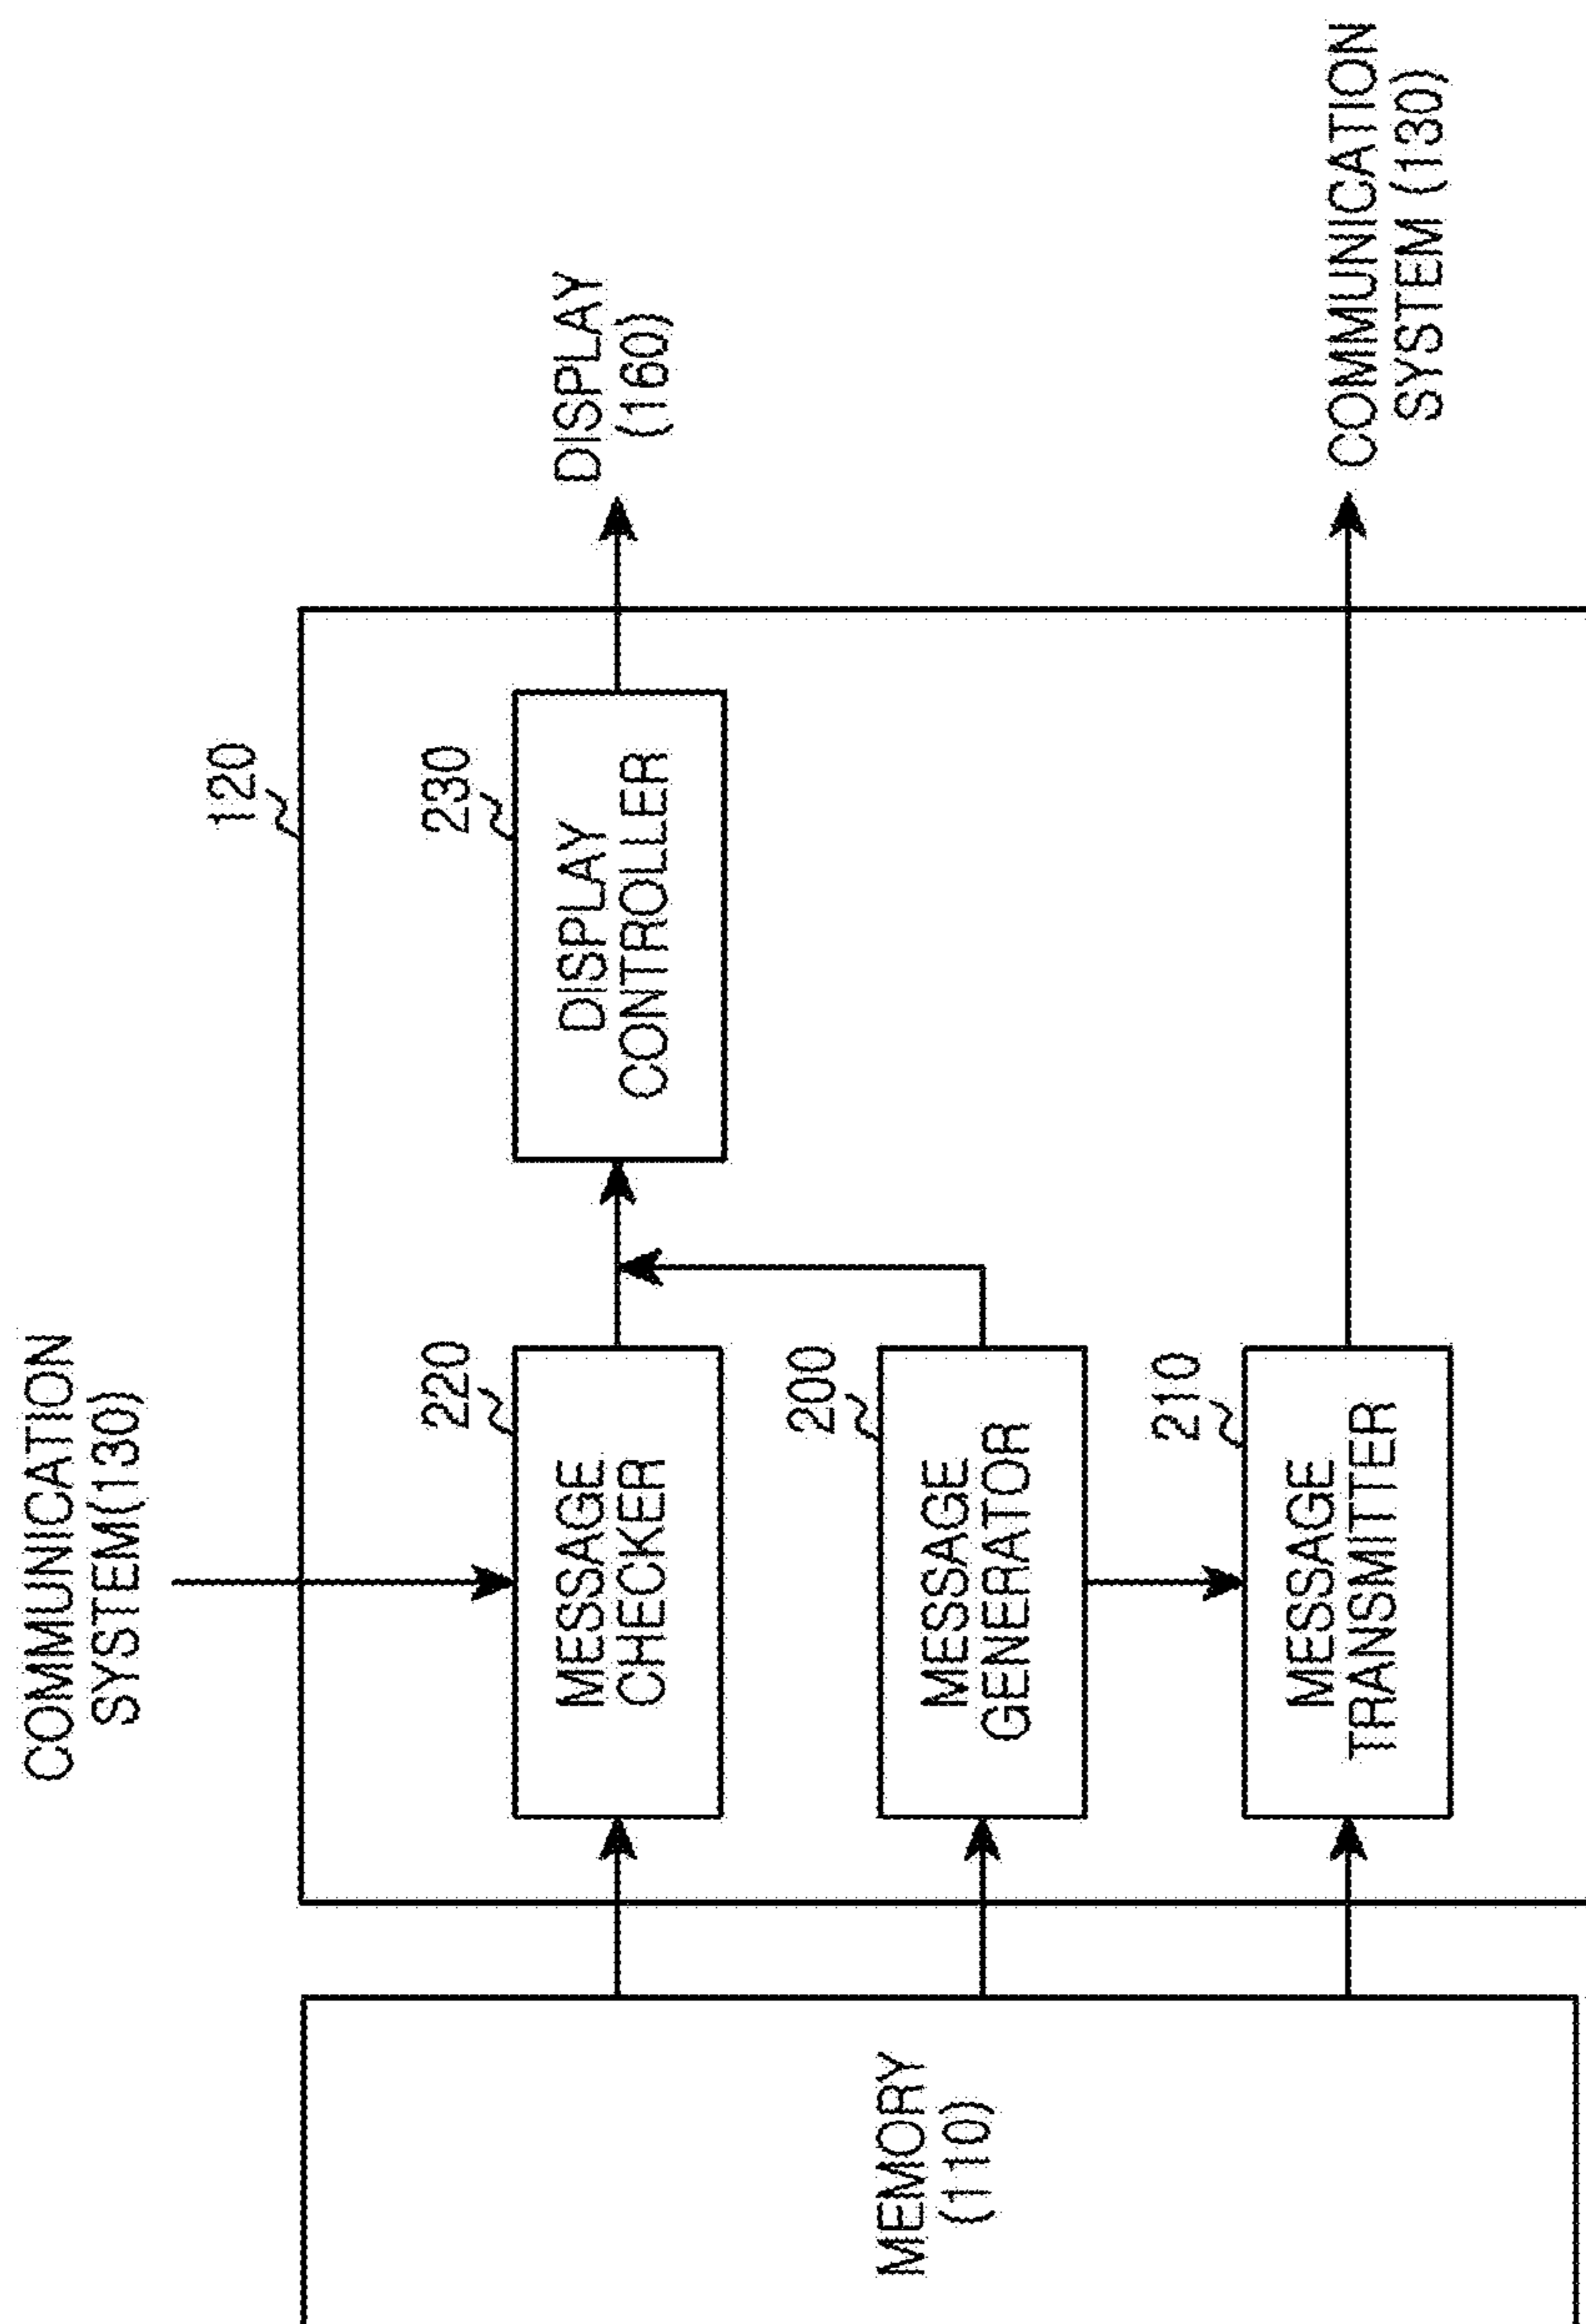 COMMUNICATION
SYSTEM(130)
120
220
MESSAGE
CHECKER
230
DISPLAY
CONTROLLER
DISPLAY
(160)
MEMORY
(110)
200
MESSAGE
GENERATOR
210
MESSAGE
TRANSMITTER
COMMUNICATION
SYSTEM (130)